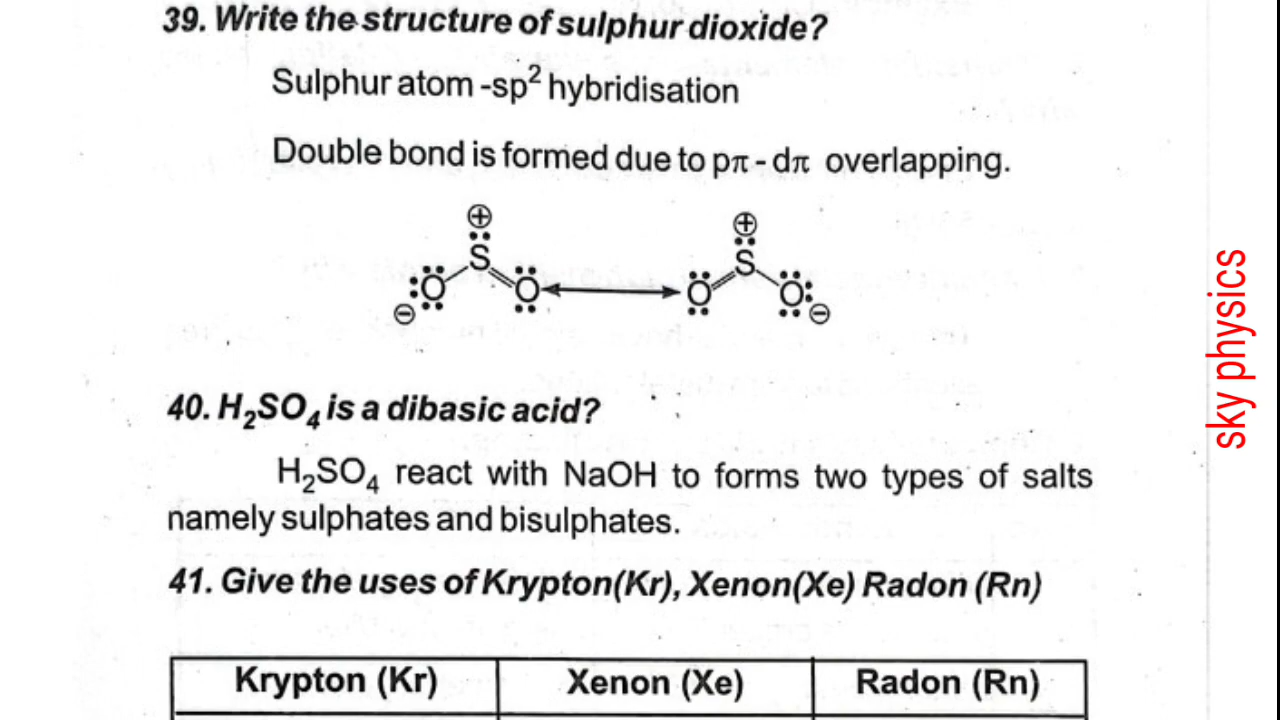 39. Write the structure of sulphur dioxide?
Sulphur atom -sp² hybridisation
Double bond is formed due to pπ - dπ overlapping.
⊕ ⊕
S S
O O O O
⊖ ⊖
40. H₂SO₄ is a dibasic acid?
H₂SO₄ react with NaOH to forms two types of salts
namely sulphates and bisulphates.
41. Give the uses of Krypton(Kr), Xenon(Xe) Radon (Rn)
Krypton (Kr) Xenon (Xe) Radon (Rn)
sky physics